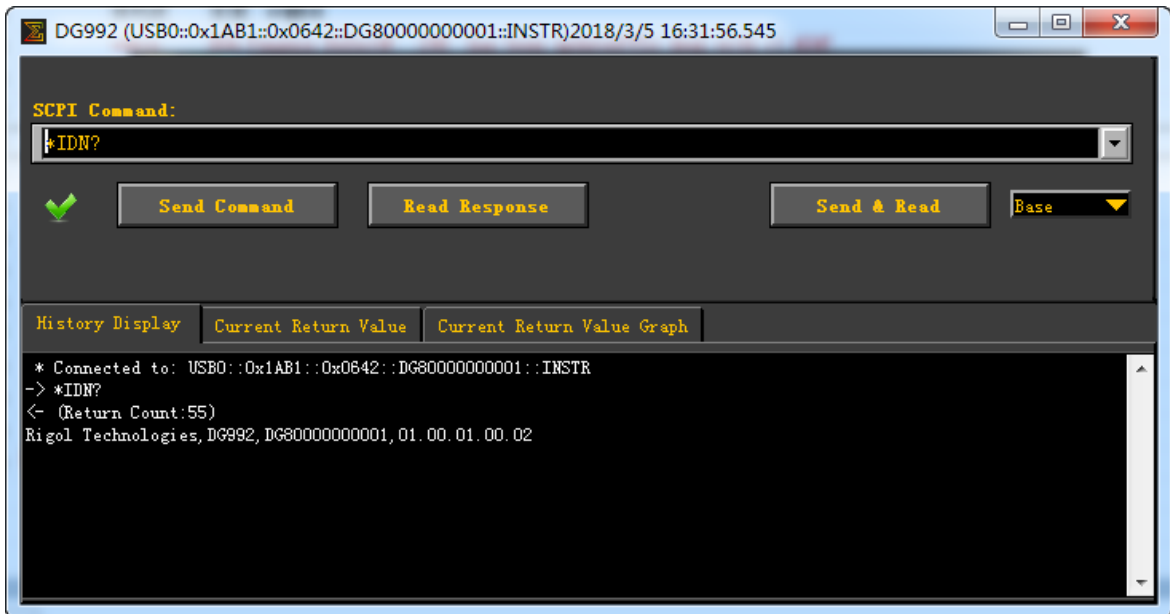 DG992 (USB0::0x1AB1::0x0642::DG80000000001::INSTR)2018/3/5 16:31:56.545
SCPI Command:
*IDN?
Send Command
Read Response
Send & Read
Base
History Display
Current Return Value
Current Return Value Graph
* Connected to: USB0::0x1AB1::0x0642::DG80000000001::INSTR
-> *IDN?
<- (Return Count:55)
Rigol Technologies,DG992,DG80000000001,01.00.01.00.02